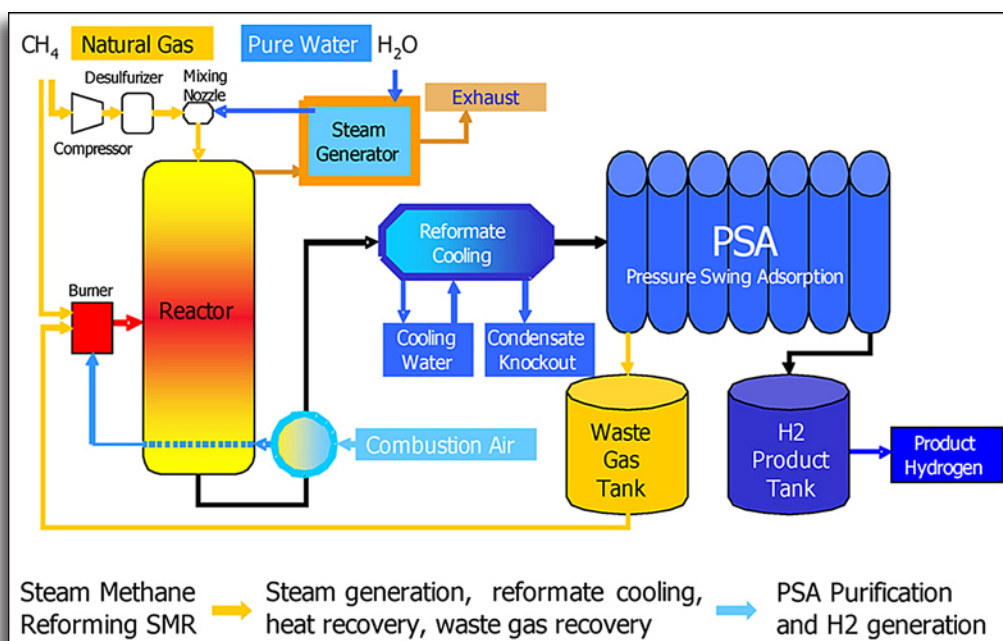 CH4 Natural Gas Pure Water H2O
Desulfurizer
Mixing
Nozzle
Compressor
Steam
Generator
Exhaust
Reformate
Cooling
PSA
Pressure Swing Adsorption
Burner
Reactor
Cooling
Water
Condensate
Knockout
Combustion Air
Waste
Gas
Tank
H2
Product
Tank
Product
Hydrogen
Steam Methane
Reforming SMR
Steam generation, reformate cooling,
heat recovery, waste gas recovery
PSA Purification
and H2 generation